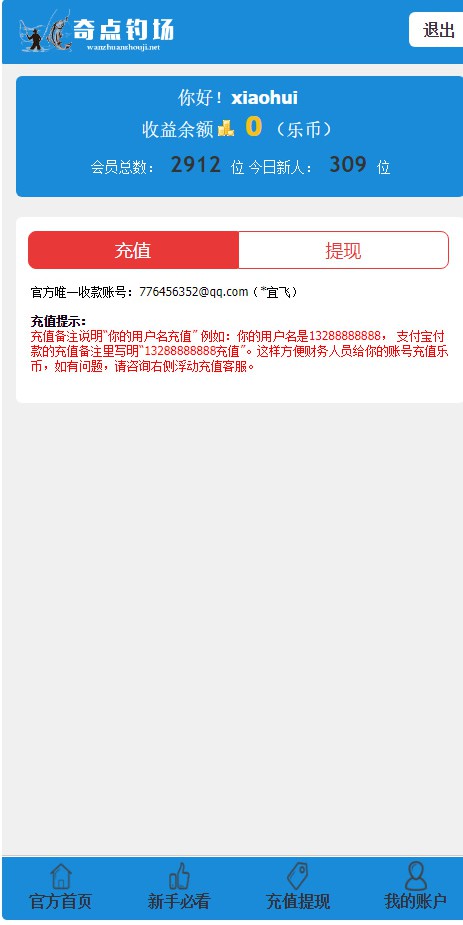 奇点钓场
wanzhuanshouji.net
退出
你好！xiaohui
收益余额 0 （乐币）
会员总数： 2912 位 今日新人： 309 位
充值 提现
官方唯一收款账号：776456352@qq.com（*宜飞）
充值提示：
充值备注说明“你的用户名充值” 例如：你的用户名是13288888888， 支付宝付
款的充值备注里写明“13288888888充值”。这样方便财务人员给你的账号充值乐
币，如有问题，请咨询右侧浮动充值客服。
官方首页 新手必看 充值提现 我的账户